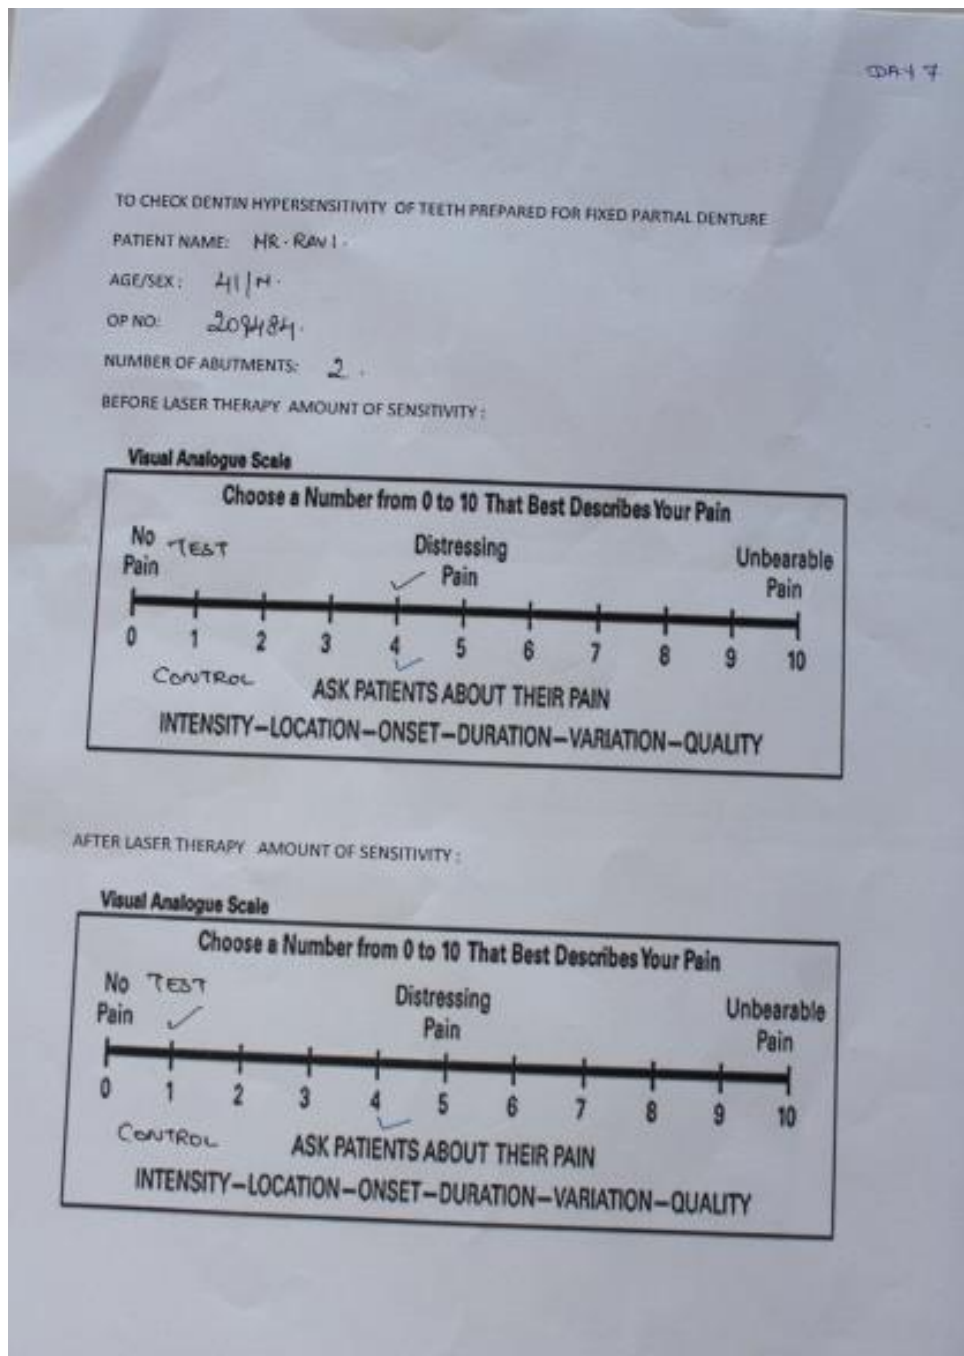 DAY 7
TO CHECK DENTIN HYPERSENSITIVITY OF TEETH PREPARED FOR FIXED PARTIAL DENTURE
PATIENT NAME: MR. RAVI.
AGE/SEX: 41/M.
OP NO: 209484.
NUMBER OF ABUTMENTS: 2.
BEFORE LASER THERAPY AMOUNT OF SENSITIVITY:
Visual Analogue Scale
Choose a Number from 0 to 10 That Best Describes Your Pain
No Pain TEST Distressing Pain Unbearable Pain
0 1 2 3 4 5 6 7 8 9 10
CONTROL ASK PATIENTS ABOUT THEIR PAIN
INTENSITY–LOCATION–ONSET–DURATION–VARIATION–QUALITY
AFTER LASER THERAPY AMOUNT OF SENSITIVITY:
Visual Analogue Scale
Choose a Number from 0 to 10 That Best Describes Your Pain
No Pain TEST Distressing Pain Unbearable Pain
0 1 2 3 4 5 6 7 8 9 10
CONTROL ASK PATIENTS ABOUT THEIR PAIN
INTENSITY–LOCATION–ONSET–DURATION–VARIATION–QUALITY